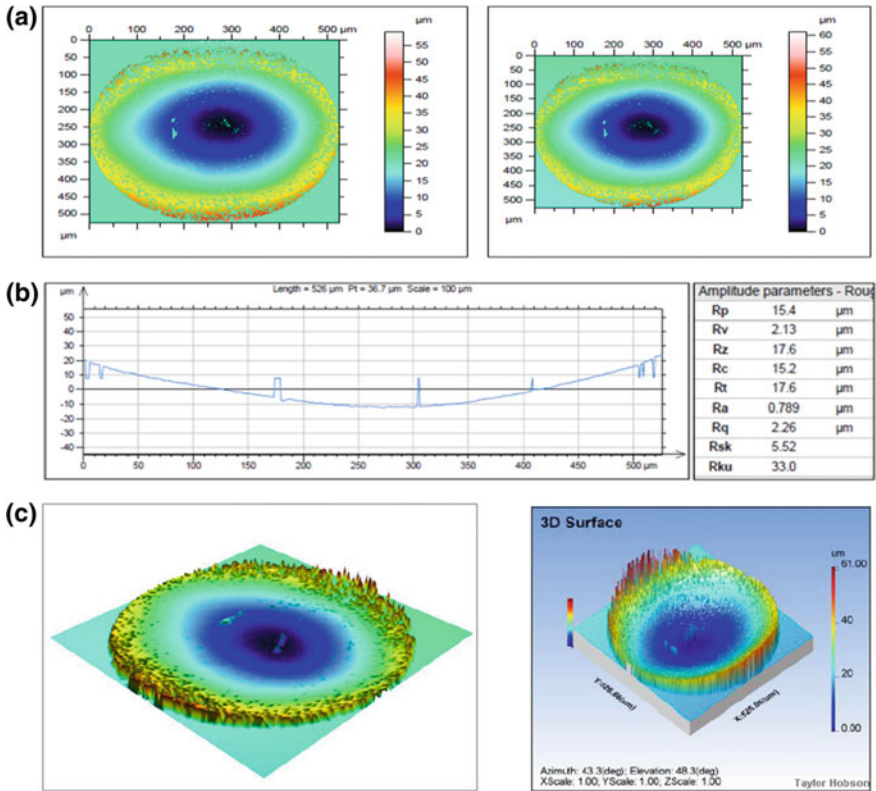 (a)
0 100 200 300 400 500 µm
0
50
100
150
200
250
300
350
400
450
500
µm
µm
55
50
45
40
35
30
25
20
15
10
5
0
0 100 200 300 400 500 µm
0
50
100
150
200
250
300
350
400
450
500
µm
µm
60
55
50
45
40
35
30
25
20
15
10
5
0
(b)
Length = 526 µm Pt = 36.7 µm Scale = 100 µm
µm
50
40
30
20
10
0
-10
-20
-30
-40
0 50 100 150 200 250 300 350 400 450 500 µm
Amplitude parameters - Roug
Rp 15.4 µm
Rv 2.13 µm
Rz 17.6 µm
Rc 15.2 µm
Rt 17.6 µm
Ra 0.789 µm
Rq 2.26 µm
Rsk 5.52
Rku 33.0
(c)
3D Surface
um
61.00
40
20
0.00
Azimuth: 43.3(deg); Elevation: 48.3(deg)
XScale: 1.00; YScale: 1.00; ZScale: 1.00
Taylor Hobson